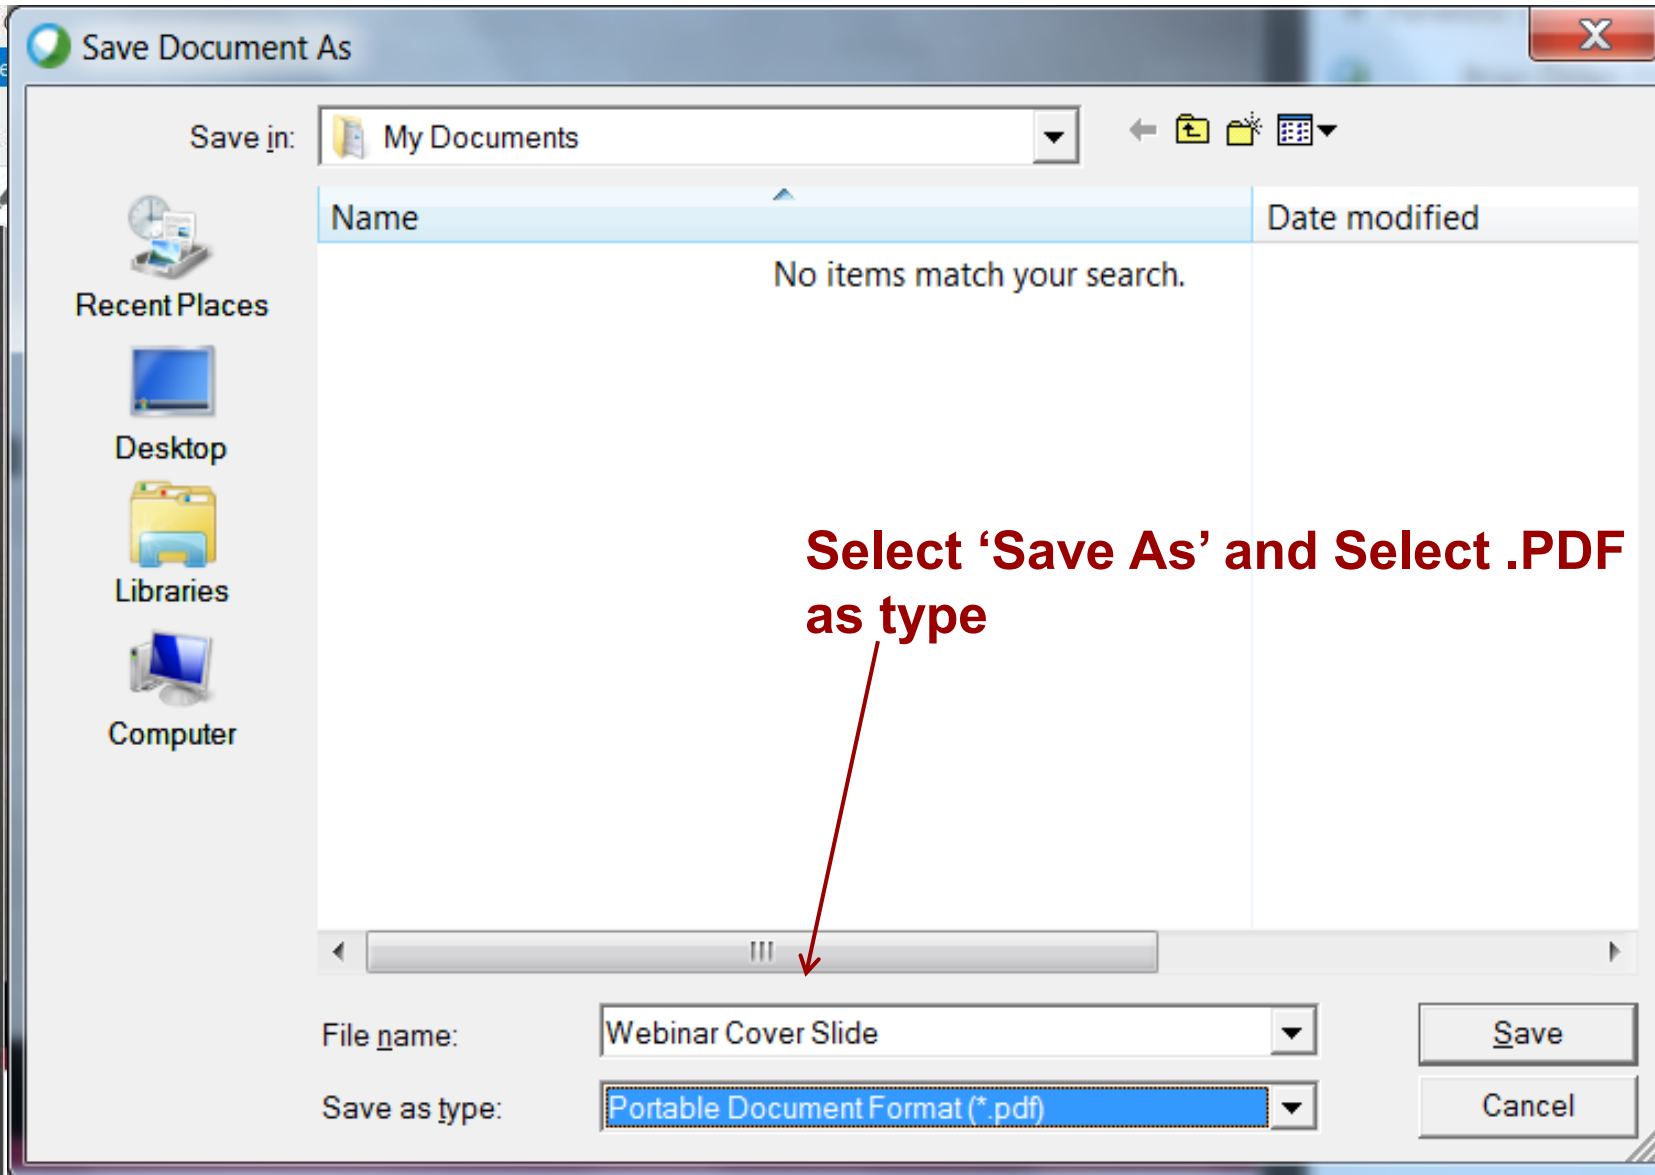 Save Document As
Save in:
My Documents
Name
Date modified
No items match your search.
Recent Places
Desktop
Libraries
Computer
Select ‘Save As’ and Select .PDF
as type
File name:
Webinar Cover Slide
Save
Save as type:
Portable Document Format (*.pdf)
Cancel